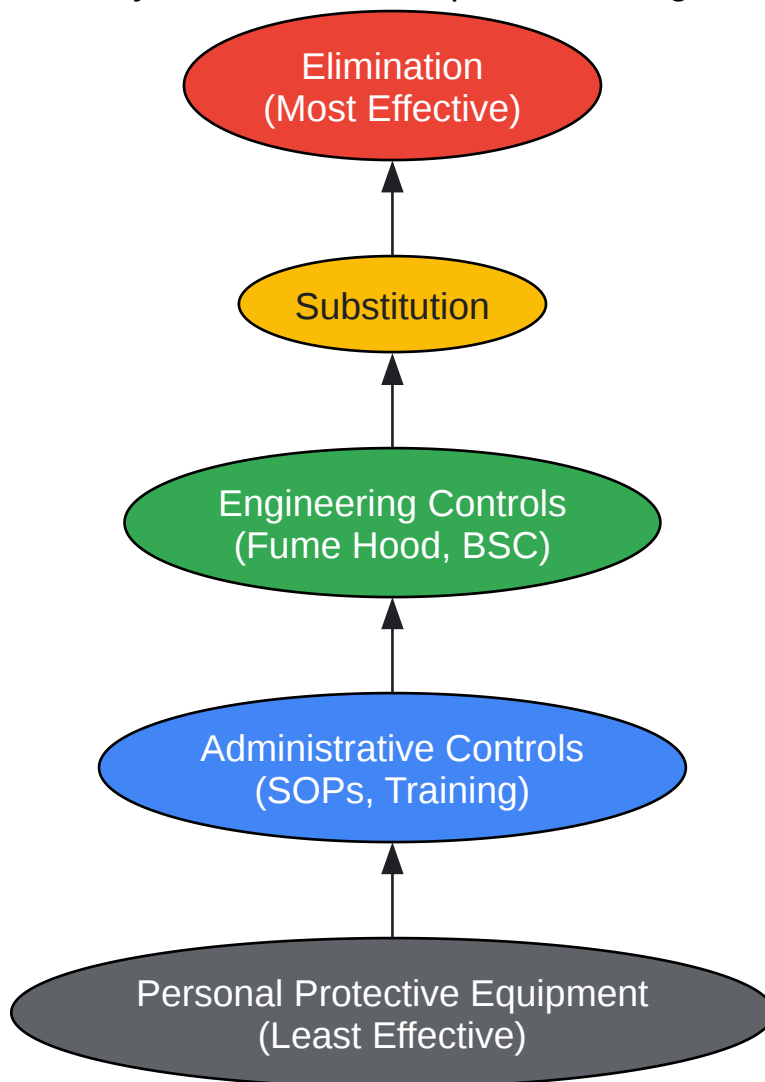 Elimination
(Most Effective)
Substitution
Engineering Controls
(Fume Hood, BSC)
Administrative Controls
(SOPs, Training)
Personal Protective Equipment
(Least Effective)